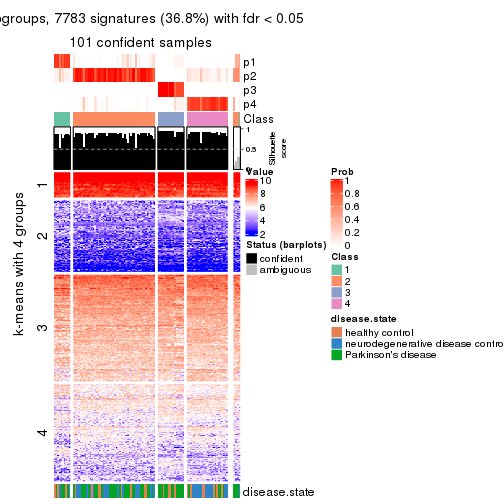 ogroups, 7783 signatures (36.8%) with fdr < 0.05
101 confident samples
p1
p2
p3
p4
Class
1
0.5
0
Silhouette
score
k-means with 4 groups
1
2
3
4
disease.state
Value
10
8
6
4
2
Status (barplots)
confident
ambiguous
Prob
1
0.8
0.6
0.4
0.2
0
Class
1
2
3
4
disease.state
healthy control
neurodegenerative disease contro
Parkinson's disease